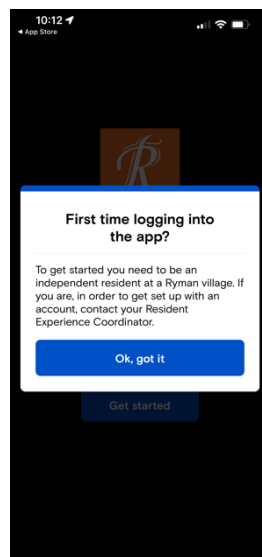 10:12
◀ App Store
R
First time logging into
the app?
To get started you need to be an
independent resident at a Ryman village. If
you are, in order to get set up with an
account, contact your Resident
Experience Coordinator.
Ok, got it
Get started